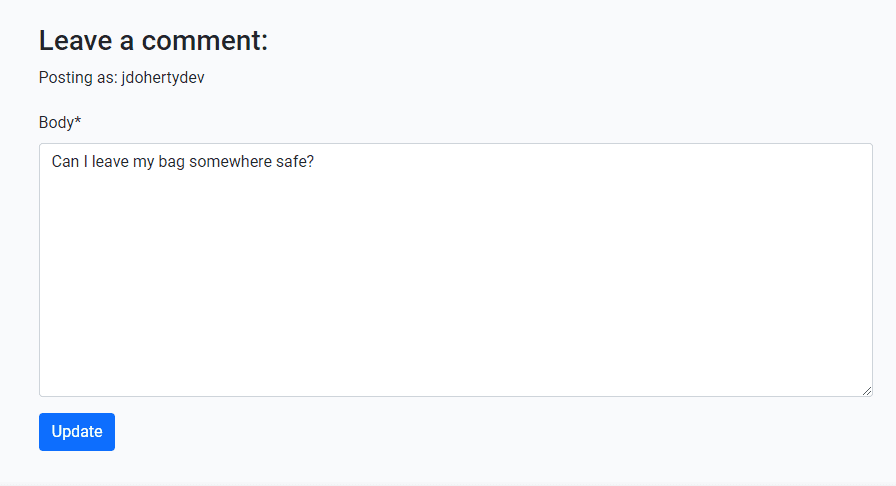 Leave a comment:
Posting as: jdohertydev
Body*
Can I leave my bag somewhere safe?
Update